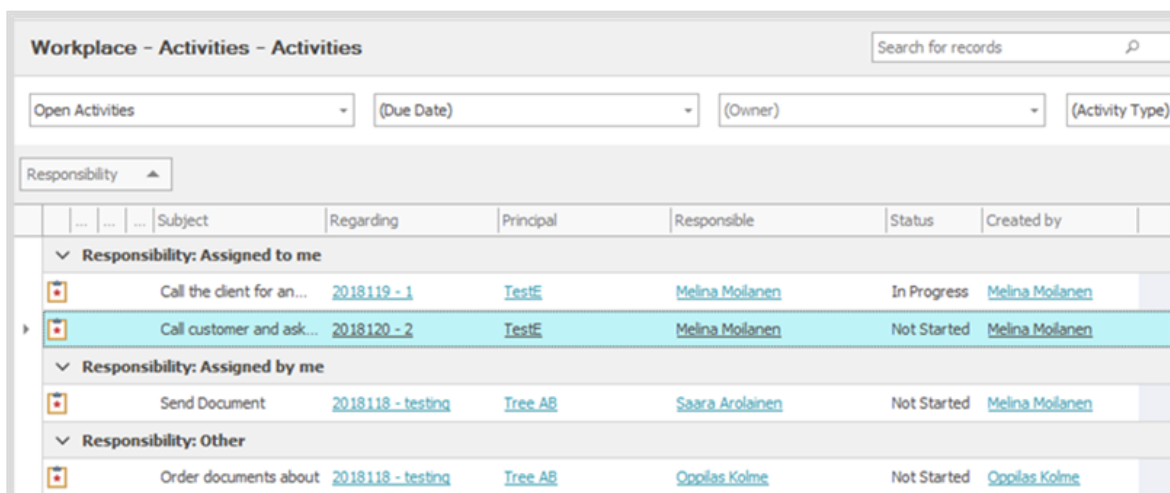 Workplace - Activities - Activities Search for records
Open Activities (Due Date) (Owner) (Activity Type)
Responsibility
... ... ... Subject Regarding Principal Responsible Status Created by
Responsibility: Assigned to me
Call the client for an... 2018119 - 1 TestE Melina Moilanen In Progress Melina Moilanen
Call customer and ask... 2018120 - 2 TestE Melina Moilanen Not Started Melina Moilanen
Responsibility: Assigned by me
Send Document 2018118 - testing Tree AB Saara Arolainen Not Started Melina Moilanen
Responsibility: Other
Order documents about 2018118 - testing Tree AB Oppilas Kolme Not Started Oppilas Kolme